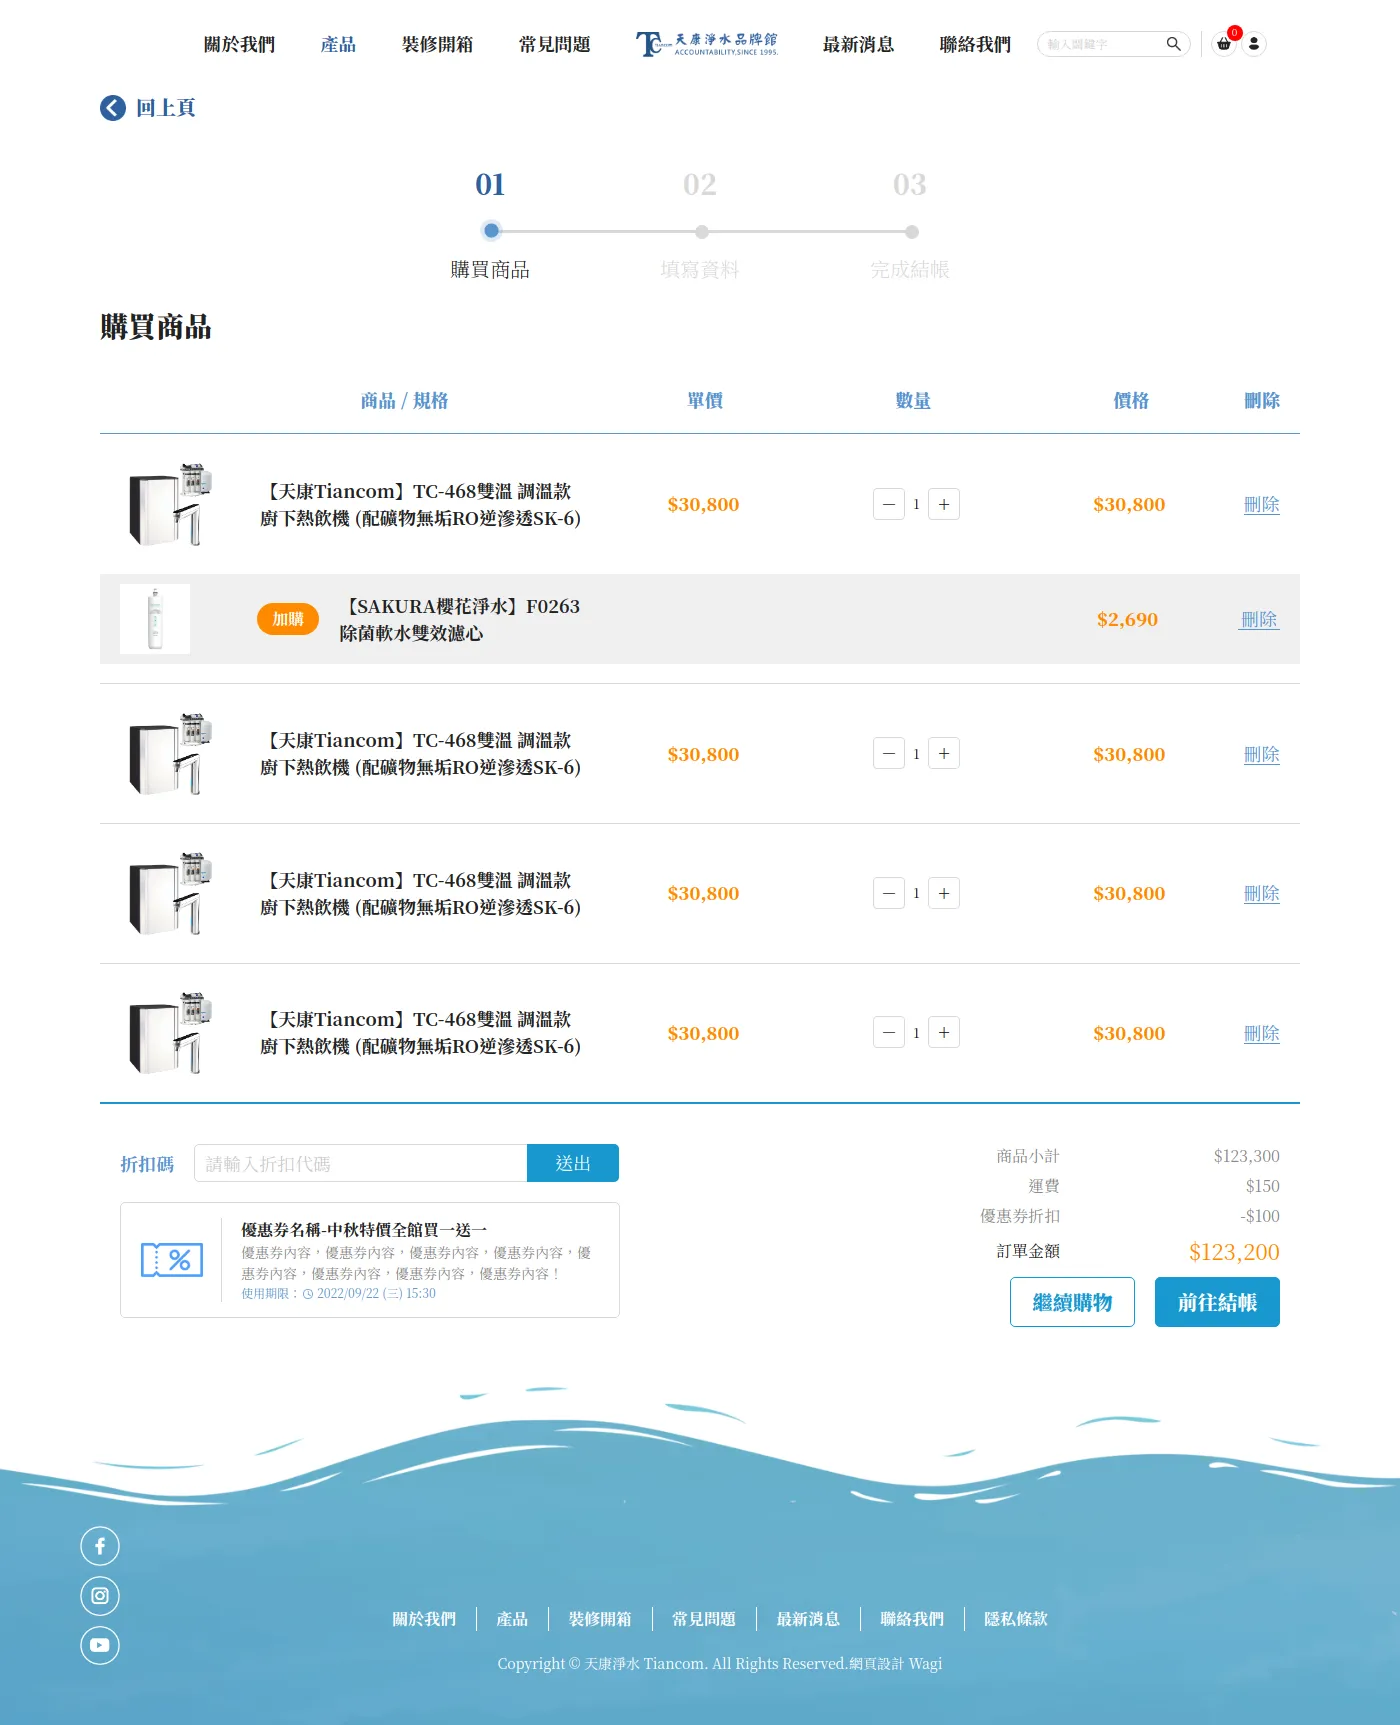 關於我們
產品
裝修開箱
常見問題
TC TIANCOM 天康淨水品牌館
ACCOUNTABILITY,SINCE 1995.
最新消息
聯絡我們
輸入關鍵字
0
回上頁
01
02
03
購買商品
填寫資料
完成結帳
購買商品
商品 / 規格
單價
數量
價格
刪除
【天康Tiancom】TC-468雙溫 調溫款
廚下熱飲機 (配礦物無垢RO逆滲透SK-6)
$30,800
1
$30,800
刪除
加購
【SAKURA櫻花淨水】F0263
除菌軟水雙效濾心
$2,690
刪除
【天康Tiancom】TC-468雙溫 調溫款
廚下熱飲機 (配礦物無垢RO逆滲透SK-6)
$30,800
1
$30,800
刪除
【天康Tiancom】TC-468雙溫 調溫款
廚下熱飲機 (配礦物無垢RO逆滲透SK-6)
$30,800
1
$30,800
刪除
【天康Tiancom】TC-468雙溫 調溫款
廚下熱飲機 (配礦物無垢RO逆滲透SK-6)
$30,800
1
$30,800
刪除
折扣碼
請輸入折扣代碼
送出
優惠券名稱-中秋特價全館買一送一
優惠券內容，優惠券內容，優惠券內容，優惠券內容，優
惠券內容，優惠券內容，優惠券內容，優惠券內容！
使用期限： 2022/09/22 (三) 15:30
商品小計
$123,300
運費
$150
優惠券折扣
-$100
訂單金額
$123,200
繼續購物
前往結帳
關於我們
產品
裝修開箱
常見問題
最新消息
聯絡我們
隱私條款
Copyright © 天康淨水 Tiancom. All Rights Reserved.網頁設計 Wagi